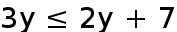 3y ≤ 2y + 7